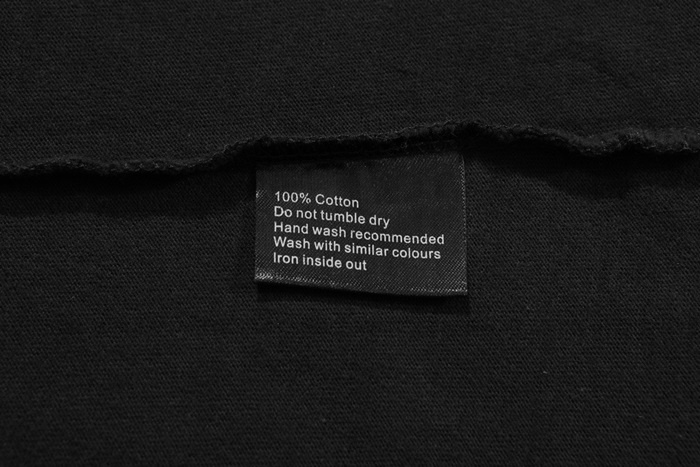 100% Cotton
Do not tumble dry
Hand wash recommended
Wash with similar colours
Iron inside out